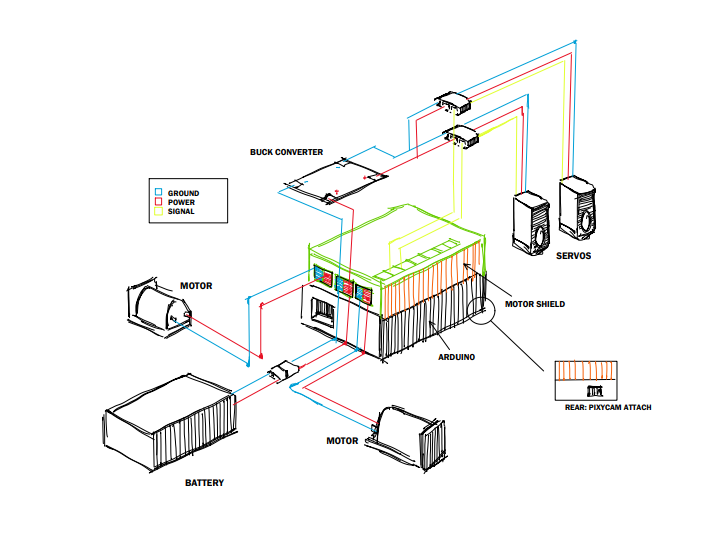 BUCK CONVERTER
GROUND
POWER
SIGNAL
SERVOS
MOTOR
MOTOR SHIELD
ARDUINO
REAR: PIXYCAM ATTACH
MOTOR
BATTERY